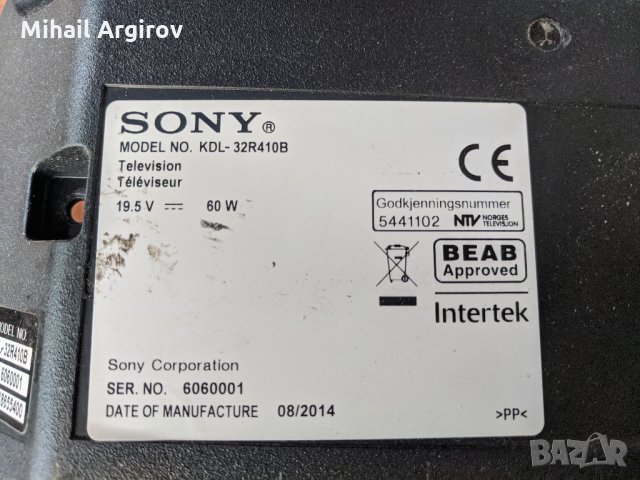 Mihail Argirov
SONY®
MODEL NO. KDL-32R410B
Television
Téléviseur
19.5 V ⎓ 60 W
CE
Godkjenningsnummer
5441102 NTV NORGES TELEVISJON
BEAB
Approved
Intertek
Sony Corporation
SER. NO. 6060001
DATE OF MANUFACTURE 08/2014
>PP<
MODEL NO.
-32R410B
6060001
8655400
BAZAR